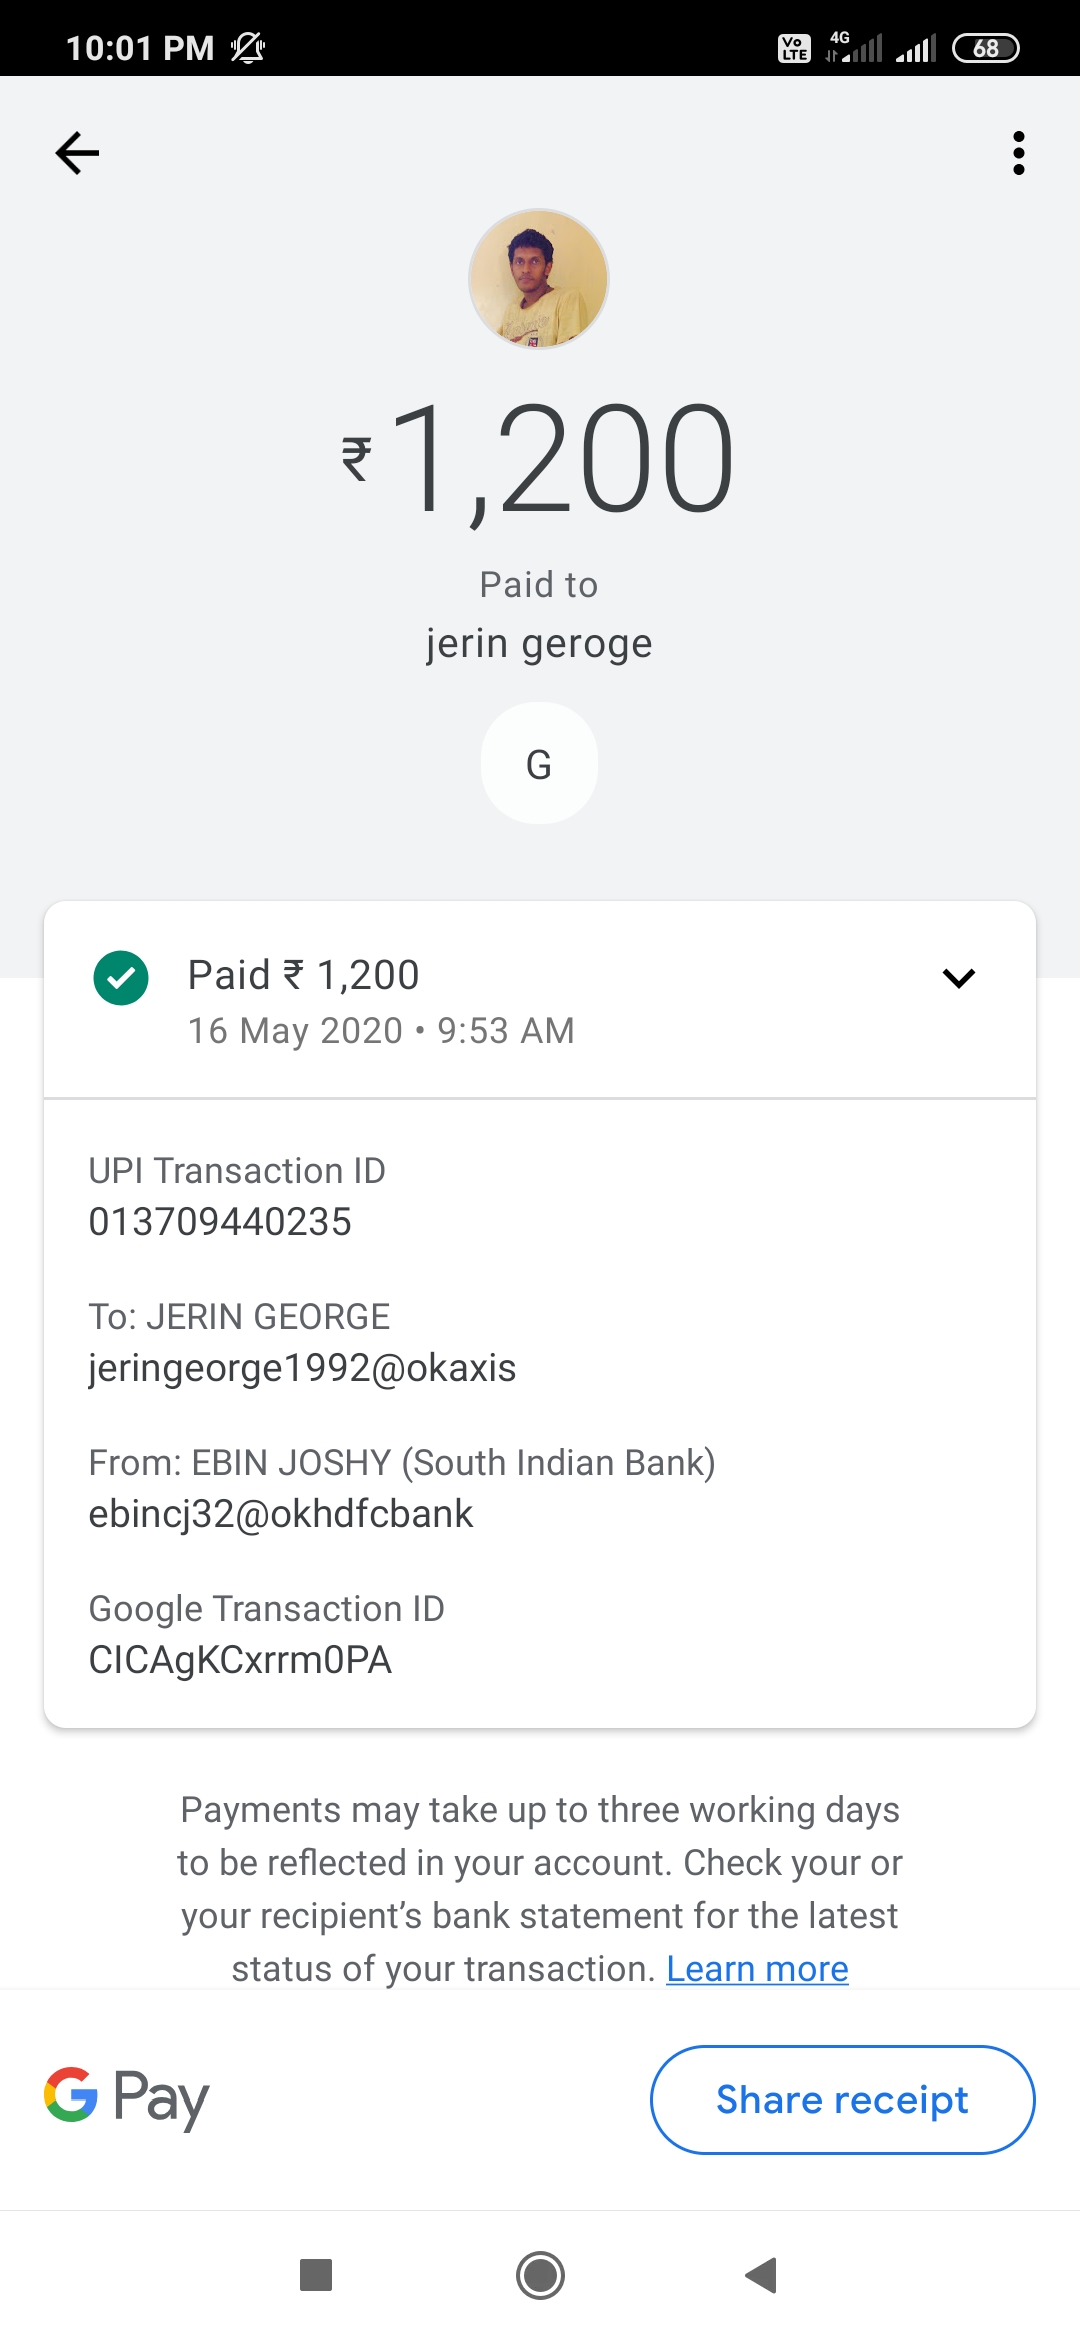 10:01 PM
Vo LTE 4G 68
₹1,200
Paid to
jerin geroge
G
Paid ₹ 1,200
16 May 2020 • 9:53 AM
UPI Transaction ID
013709440235
To: JERIN GEORGE
jeringeorge1992@okaxis
From: EBIN JOSHY (South Indian Bank)
ebincj32@okhdfcbank
Google Transaction ID
CICAgKCxrrm0PA
Payments may take up to three working days
to be reflected in your account. Check your or
your recipient’s bank statement for the latest
status of your transaction. Learn more
G Pay
Share receipt